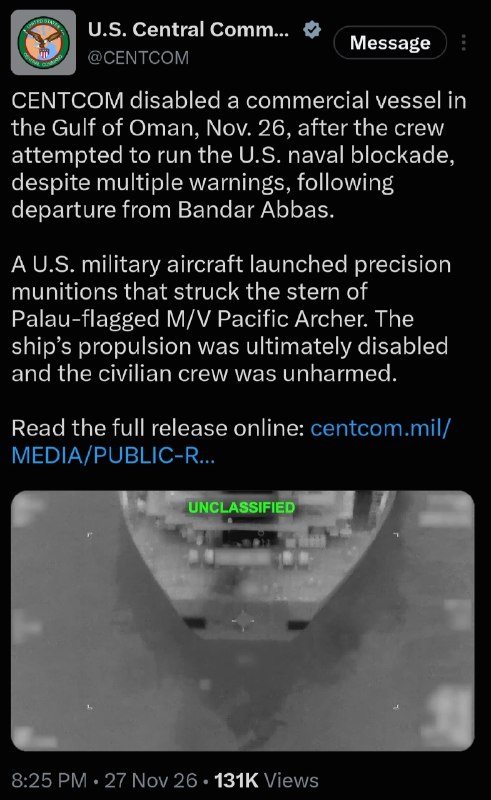 U.S. Central Comm...
@CENTCOM
Message
CENTCOM disabled a commercial vessel in
the Gulf of Oman, Nov. 26, after the crew
attempted to run the U.S. naval blockade,
despite multiple warnings, following
departure from Bandar Abbas.
A U.S. military aircraft launched precision
munitions that struck the stern of
Palau-flagged M/V Pacific Archer. The
ship’s propulsion was ultimately disabled
and the civilian crew was unharmed.
Read the full release online: centcom.mil/
MEDIA/PUBLIC-R...
UNCLASSIFIED
8:25 PM • 27 Nov 26 • 131K Views